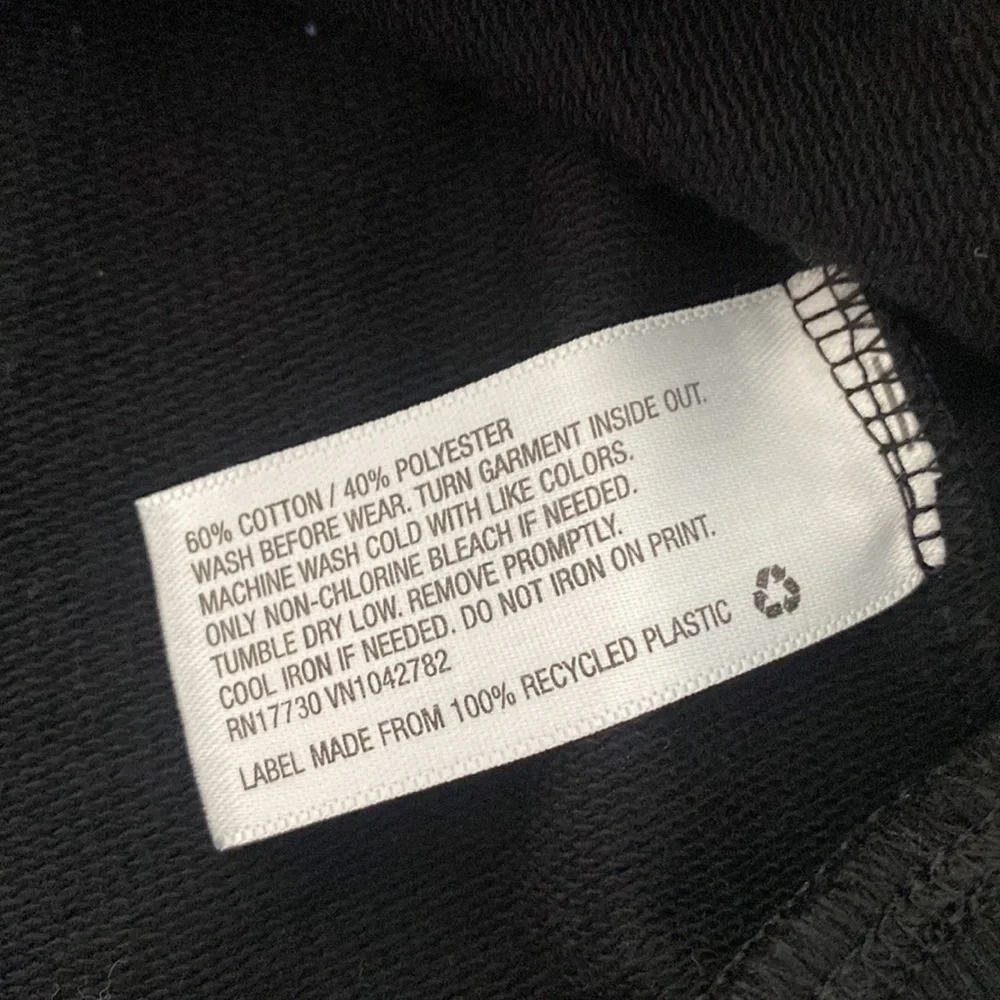 60% COTTON / 40% POLYESTER
WASH BEFORE WEAR. TURN GARMENT INSIDE OUT.
MACHINE WASH COLD WITH LIKE COLORS.
ONLY NON-CHLORINE BLEACH IF NEEDED.
TUMBLE DRY LOW. REMOVE PROMPTLY.
COOL IRON IF NEEDED. DO NOT IRON ON PRINT.
RN17730 VN1042782
LABEL MADE FROM 100% RECYCLED PLASTIC